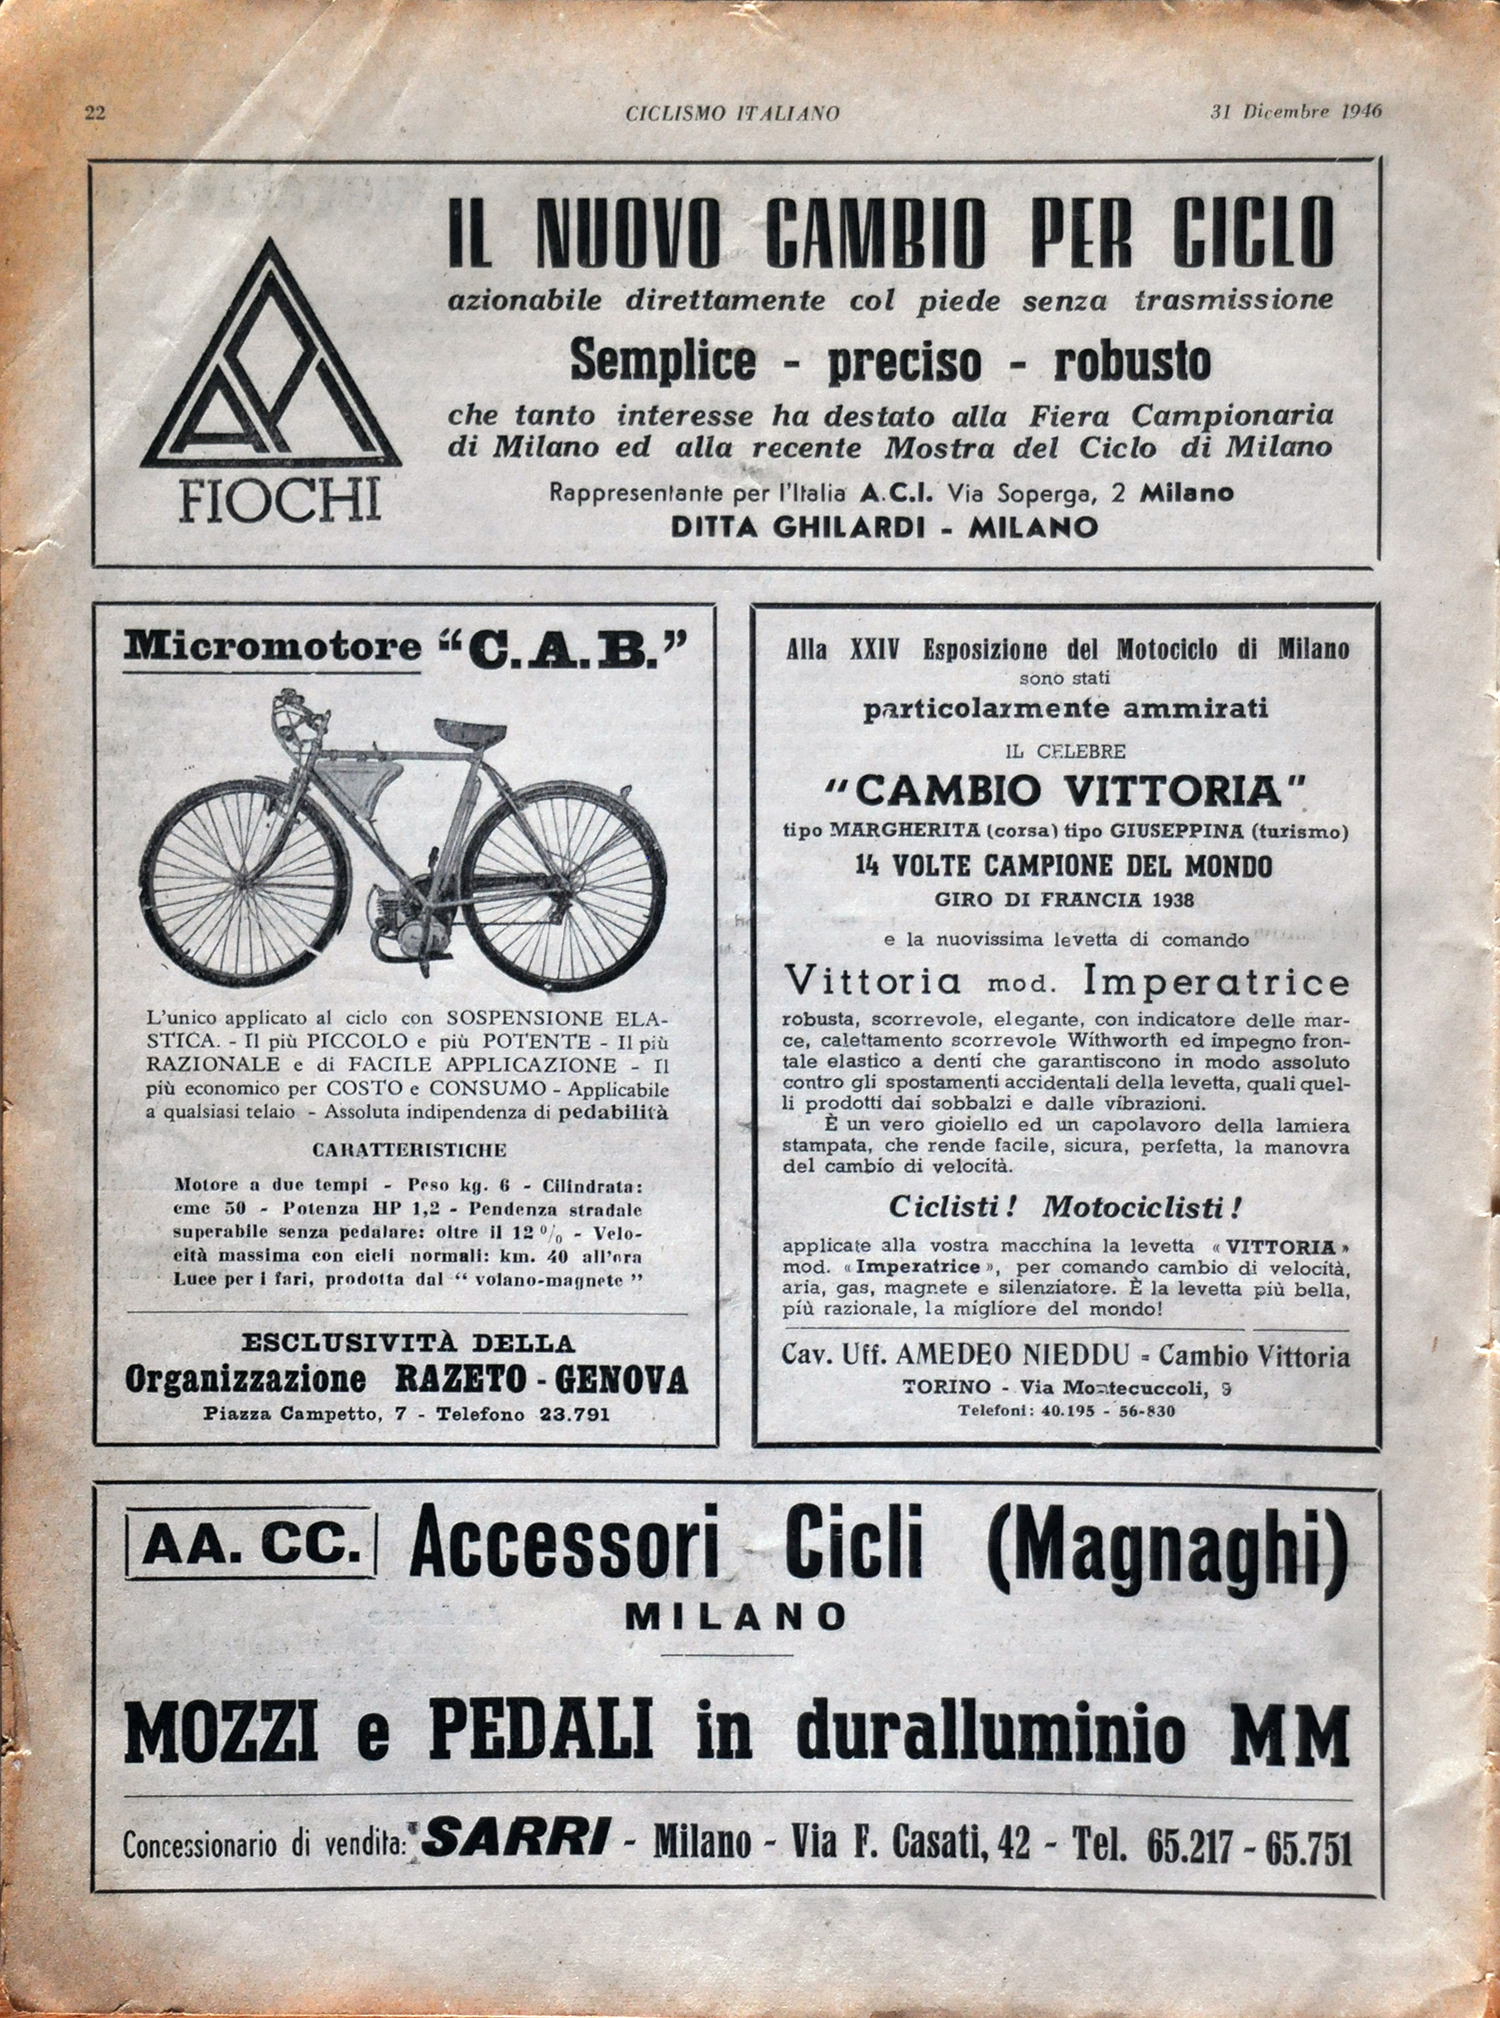 22
CICLISMO ITALIANO
31 Dicembre 1946
FIOCHI
IL NUOVO CAMBIO PER CICLO
azionabile direttamente col piede senza trasmissione
Semplice - preciso - robusto
che tanto interesse ha destato alla Fiera Campionaria
di Milano ed alla recente Mostra del Ciclo di Milano
Rappresentante per l'Italia A.C.I. Via Soperga, 2 Milano
DITTA GHILARDI - MILANO
Micromotore “C.A.B.”
L'unico applicato al ciclo con SOSPENSIONE ELA-
STICA. - Il più PICCOLO e più POTENTE - Il più
RAZIONALE e di FACILE APPLICAZIONE - Il
più economico per COSTO e CONSUMO - Applicabile
a qualsiasi telaio - Assoluta indipendenza di pedabilità
CARATTERISTICHE
Motore a due tempi - Peso kg. 6 - Cilindrata:
cmc 50 - Potenza HP 1,2 - Pendenza stradale
superabile senza pedalare: oltre il 12 % - Velo-
cità massima con cicli normali: km. 40 all'ora
Luce per i fari, prodotta dal “ volano-magnete ”
ESCLUSIVITÀ DELLA
Organizzazione RAZETO - GENOVA
Piazza Campetto, 7 - Telefono 23.791
Alla XXIV Esposizione del Motociclo di Milano
sono stati
particolarmente ammirati
IL CELEBRE
"CAMBIO VITTORIA"
tipo MARGHERITA (corsa) tipo GIUSEPPINA (turismo)
14 VOLTE CAMPIONE DEL MONDO
GIRO DI FRANCIA 1938
e la nuovissima levetta di comando
Vittoria mod. Imperatrice
robusta, scorrevole, elegante, con indicatore delle mar-
ce, calettamento scorrevole Withworth ed impegno fron-
tale elastico a denti che garantiscono in modo assoluto
contro gli spostamenti accidentali della levetta, quali quel-
li prodotti dai sobbalzi e dalle vibrazioni.
È un vero gioiello ed un capolavoro della lamiera
stampata, che rende facile, sicura, perfetta, la manovra
del cambio di velocità.
Ciclisti! Motociclisti!
applicate alla vostra macchina la levetta « VITTORIA »
mod. « Imperatrice », per comando cambio di velocità,
aria, gas, magnete e silenziatore. È la levetta più bella,
più razionale, la migliore del mondo!
Cav. Uff. AMEDEO NIEDDU - Cambio Vittoria
TORINO - Via Montecuccoli, 9
Telefoni: 40.195 - 56-830
AA. CC. Accessori Cicli (Magnaghi)
MILANO
MOZZI e PEDALI in duralluminio MM
Concessionario di vendita: SARRI - Milano - Via F. Casati, 42 - Tel. 65.217 - 65.751